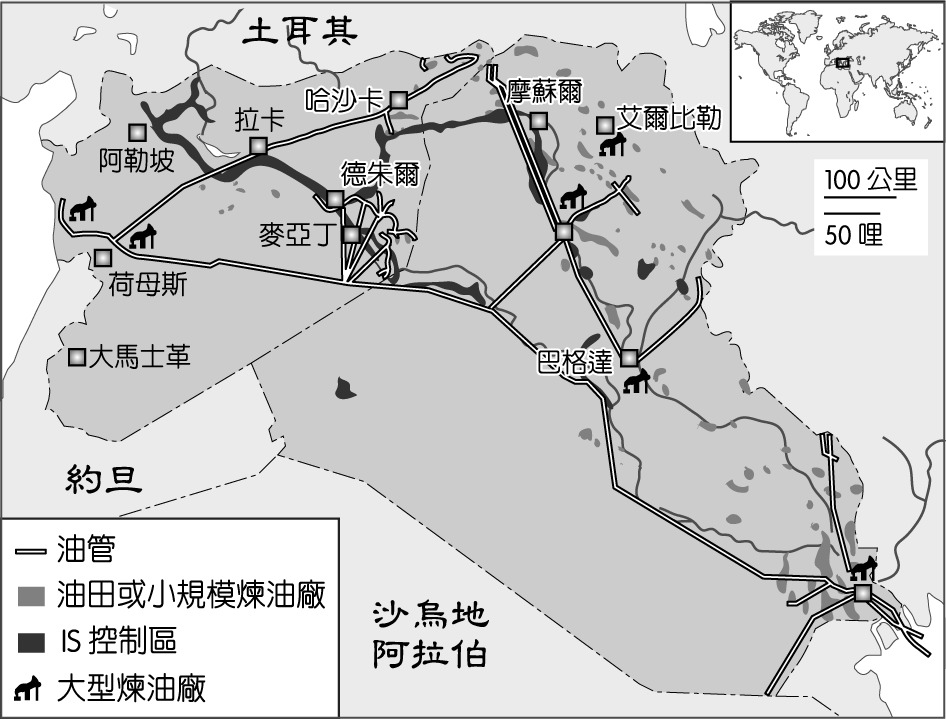 土耳其
哈沙卡
摩蘇爾
艾爾比勒
拉卡
阿勒坡
德朱爾
麥亞丁
100 公里
50 哩
荷母斯
大馬士革
巴格達
約旦
沙烏地
阿拉伯
油管
油田或小規模煉油廠
IS 控制區
大型煉油廠